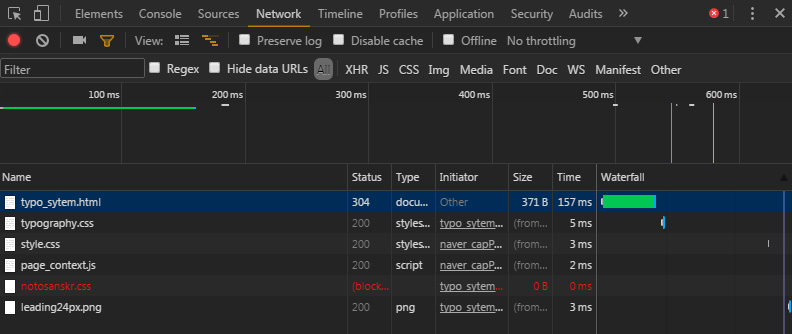 Elements Console Sources Network Timeline Profiles Application Security Audits » 1
View: Preserve log Disable cache Offline No throttling
Filter Regex Hide data URLs All XHR JS CSS Img Media Font Doc WS Manifest Other
100 ms 200 ms 300 ms 400 ms 500 ms 600 ms
Name Status Type Initiator Size Time Waterfall
typo_sytem.html 304 docu... Other 371 B 157 ms
typography.css 200 styles... typo_sytem... (from... 5 ms
style.css 200 styles... naver_capP... (from... 3 ms
page_context.js 200 script naver_capP... (from... 2 ms
notosanskr.css (block... typo_sytem... 0 B 0 ms
leading24px.png 200 png typo_sytem... (from... 3 ms